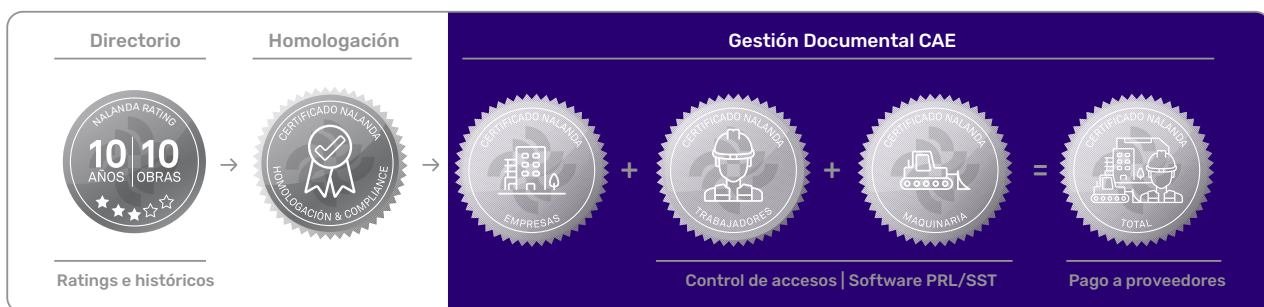 Directorio
Homologación
Gestión Documental CAE
NALANDA RATING
10 | 10
AÑOS OBRAS
CERTIFICADO NALANDA
HOMOLOGACIÓN & COMPLIANCE
CERTIFICADO NALANDA
EMPRESAS
+
CERTIFICADO NALANDA
TRABAJADORES
+
CERTIFICADO NALANDA
MAQUINARIA
=
CERTIFICADO NALANDA
TOTAL
Ratings e históricos
Control de accesos | Software PRL/SST
Pago a proveedores